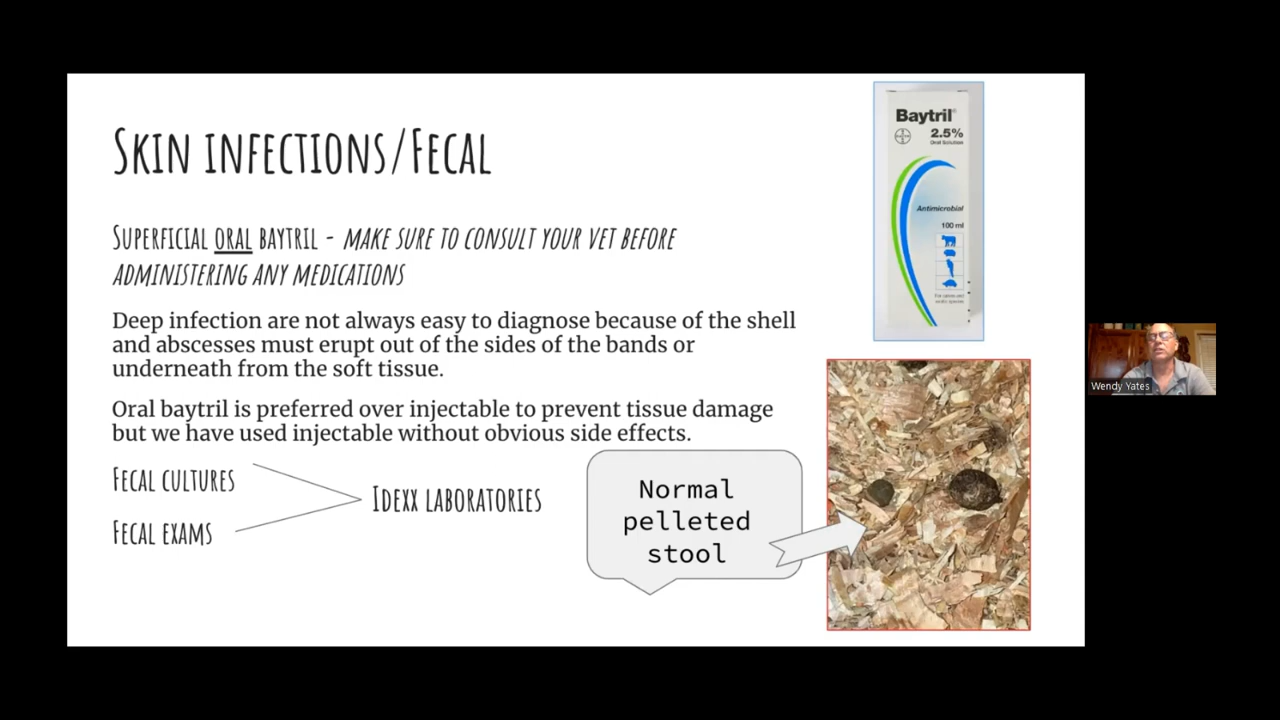 Skin infections/Fecal
Superficial oral baytril - make sure to consult your vet before
administering any medications
Deep infection are not always easy to diagnose because of the shell
and abscesses must erupt out of the sides of the bands or
underneath from the soft tissue.
Oral baytril is preferred over injectable to prevent tissue damage
but we have used injectable without obvious side effects.
Fecal cultures
Fecal exams
Idexx laboratories
Normal
pelleted
stool
Baytril®
2.5%
Oral Solution
Antimicrobial
100 ml
Wendy Yates